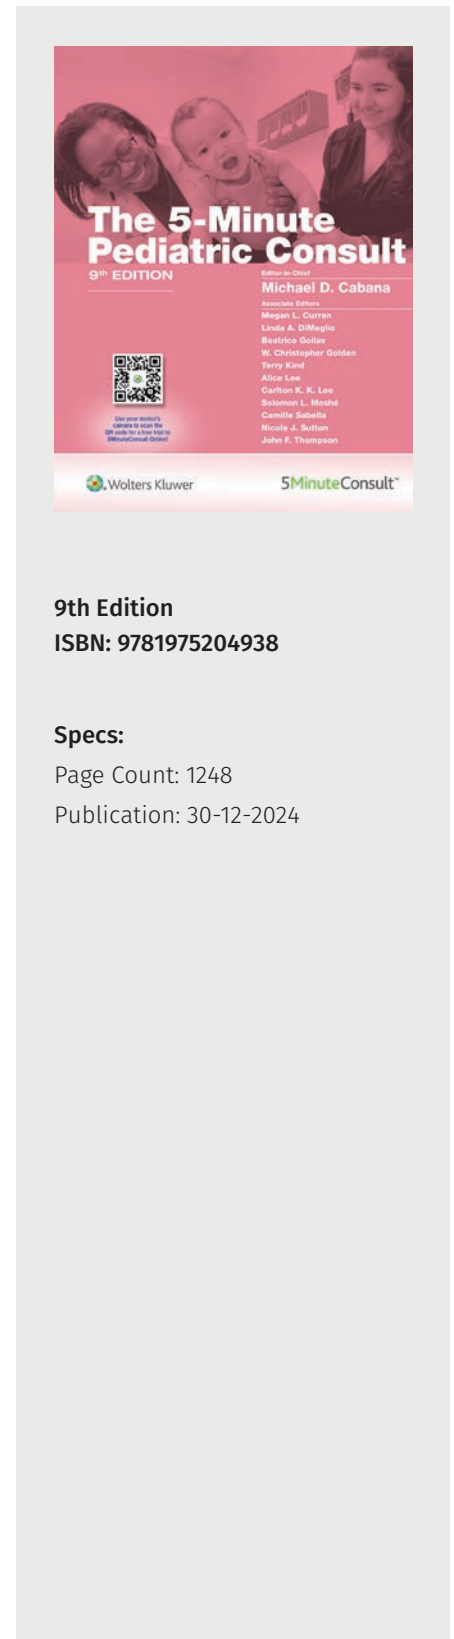 The 5-Minute
Pediatric Consult
9th EDITION
Editor-in-Chief
Michael D. Cabana
Associate Editors
Megan L. Curran
Linda A. DiMeglio
Beatrice Goilav
W. Christopher Golden
Terry Kind
Alice Lee
Carlton K. K. Lee
Solomon L. Moshé
Camille Sabella
Nicole J. Sutton
John F. Thompson
Use your device's
camera to scan the
QR code for a free trial to
5MinuteConsult Online!
Wolters Kluwer
5MinuteConsult™
9th Edition
ISBN: 9781975204938
Specs:
Page Count: 1248
Publication: 30-12-2024